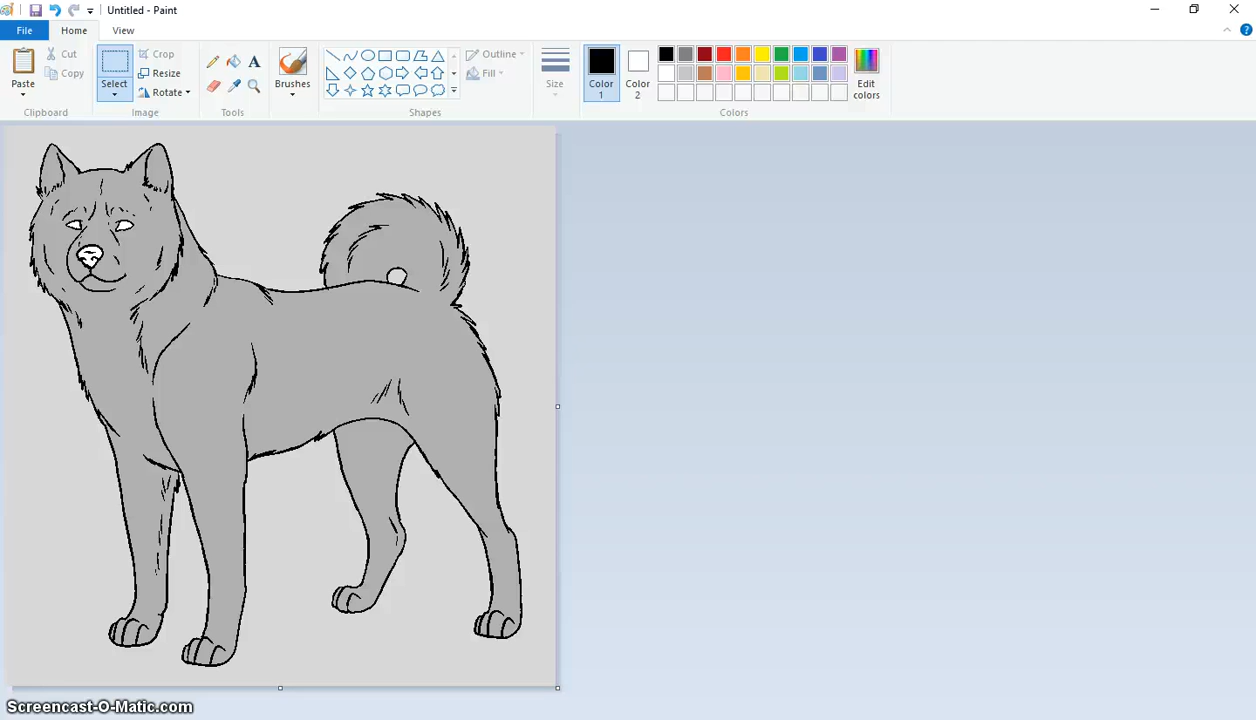 Untitled - Paint
File Home View
Paste
Cut
Copy
Clipboard
Select
Crop
Resize
Rotate
Image
A
Tools
Brushes
Outline
Fill
Shapes
Size
Color 1
Color 2
Edit colors
Colors
Screencast-O-Matic.com